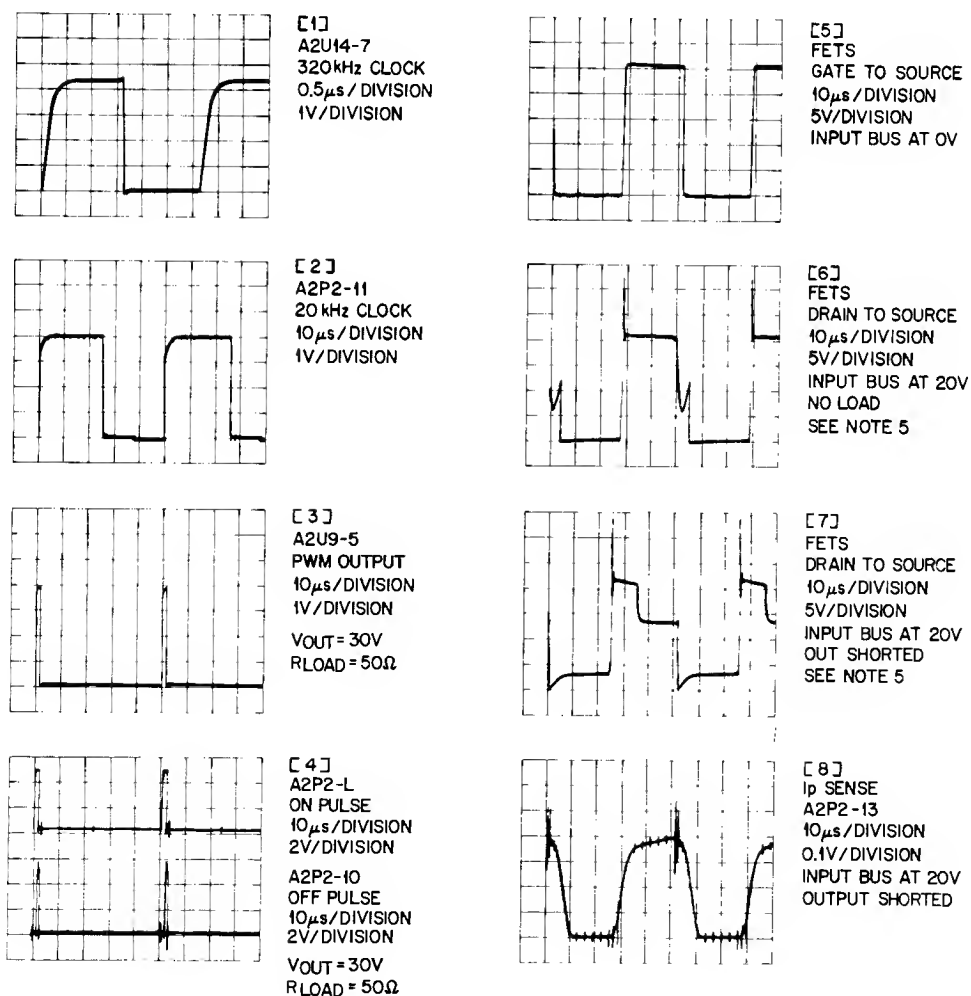 [1]
A2U14-7
320kHz CLOCK
0.5µs/DIVISION
1V/DIVISION
[2]
A2P2-11
20kHz CLOCK
10µs/DIVISION
1V/DIVISION
[3]
A2U9-5
PWM OUTPUT
10µs/DIVISION
1V/DIVISION
VOUT=30V
RLOAD=50Ω
[4]
A2P2-L
ON PULSE
10µs/DIVISION
2V/DIVISION
A2P2-10
OFF PULSE
10µs/DIVISION
2V/DIVISION
VOUT=30V
RLOAD=50Ω
[5]
FETS
GATE TO SOURCE
10µs/DIVISION
5V/DIVISION
INPUT BUS AT 0V
[6]
FETS
DRAIN TO SOURCE
10µs/DIVISION
5V/DIVISION
INPUT BUS AT 20V
NO LOAD
SEE NOTE 5
[7]
FETS
DRAIN TO SOURCE
10µs/DIVISION
5V/DIVISION
INPUT BUS AT 20V
OUT SHORTED
SEE NOTE 5
[8]
Ip SENSE
A2P2-13
10µs/DIVISION
0.1V/DIVISION
INPUT BUS AT 20V
OUTPUT SHORTED